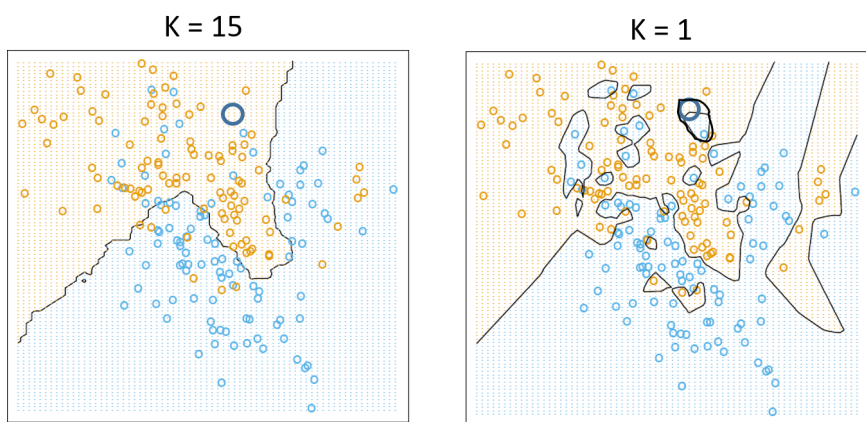 K = 15
K = 1